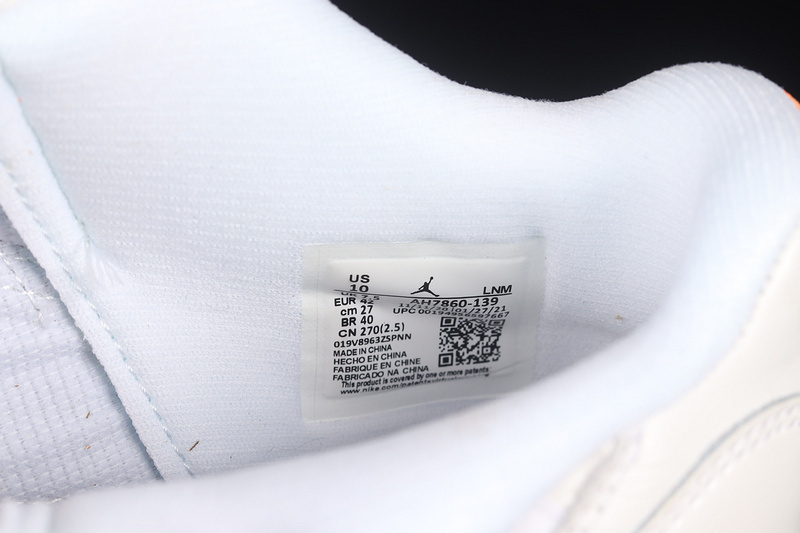 US
10
LNM
EUR 42
AH7860-139
cm 27
BR 40
UPC
CN 270(2.5)
019V8963ZSPNN
MADE IN CHINA
HECHO EN CHINA
FABRIQUE EN CHINE
FABRICADO NA CHINA
This product is covered by one or more patents